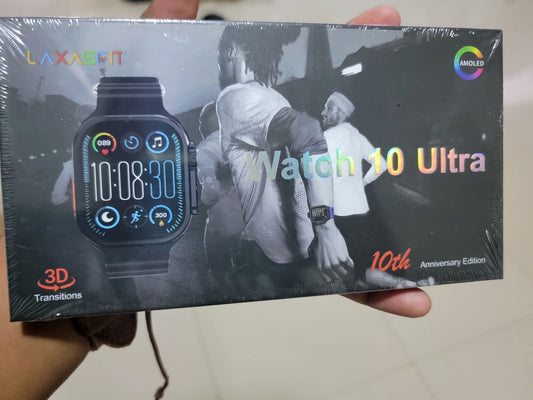 LAXASFIT
AMOLED
089
10:08:30
300
Watch 10 Ultra
3D
Transitions
10th Anniversary Edition